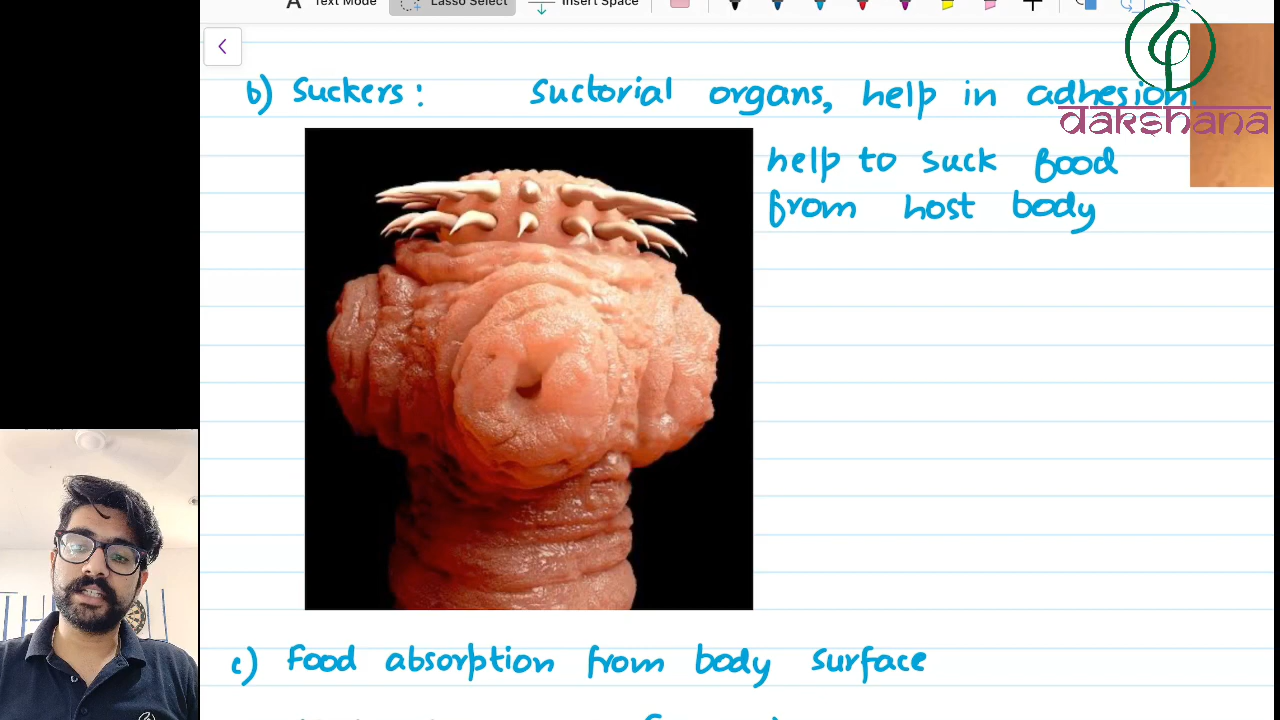 Text Mode
Lasso Select
Insert Space
b) Suckers : Suctorial organs, help in adhesion.
dakshana
help to suck food
from host body
c) Food absorption from body surface